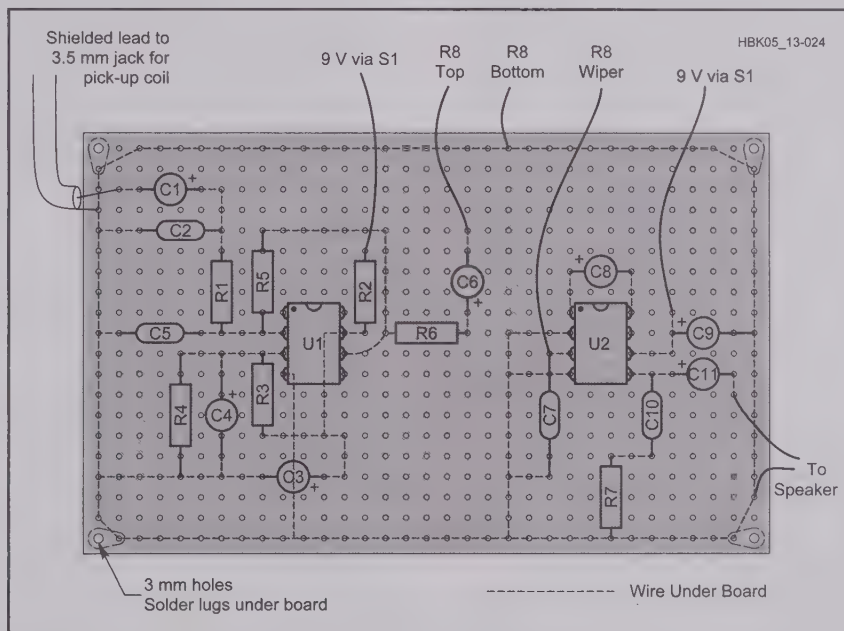 HBK05_13-024
Shielded lead to
3.5 mm jack for
pick-up coil
9 V via S1
R8
Top
R8
Bottom
R8
Wiper
9 V via S1
C1
C2
R1
R5
R2
C6
C8
C5
U1
R6
U2
C9
C11
R4
C4
R3
C7
C10
C3
R7
To
Speaker
3 mm holes
Solder lugs under board
Wire Under Board